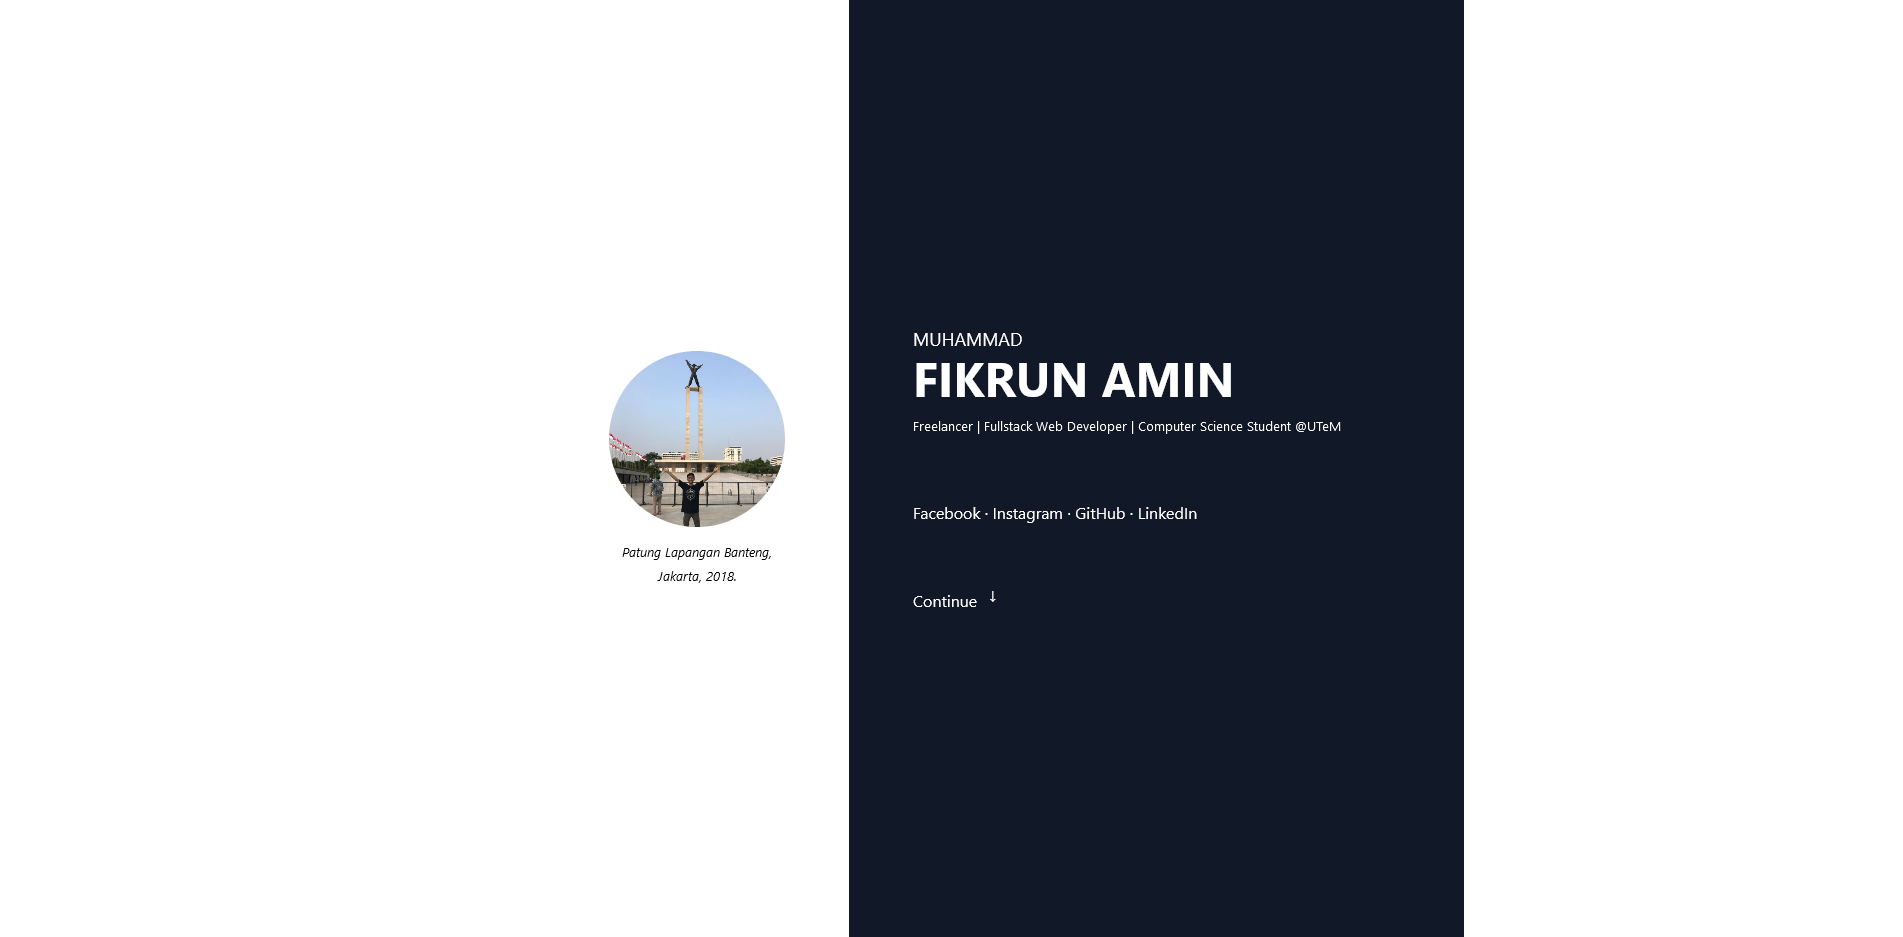 Patung Lapangan Banteng,
Jakarta, 2018.
MUHAMMAD
FIKRUN AMIN
Freelancer | Fullstack Web Developer | Computer Science Student @UTeM
Facebook · Instagram · GitHub · LinkedIn
Continue ↓